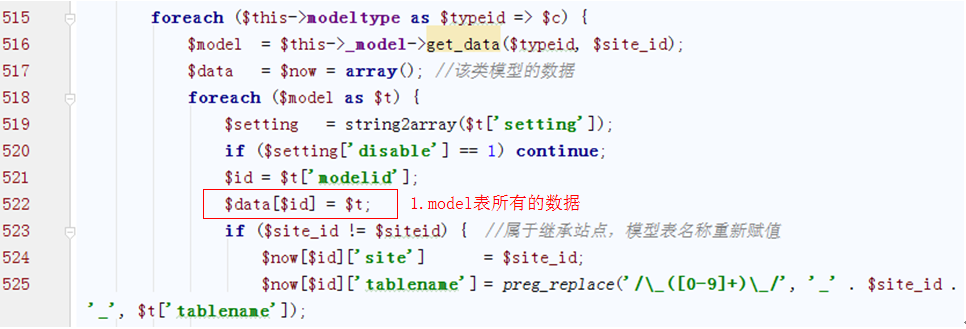 515 foreach ($this->modeltype as $typeid => $c) {
516 $model = $this->_model->get_data($typeid, $site_id);
517 $data = $now = array(); //该类模型的数据
518 foreach ($model as $t) {
519 $setting = string2array($t['setting']);
520 if ($setting['disable'] == 1) continue;
521 $id = $t['modelid'];
522 $data[$id] = $t; 1.model表所有的数据
523 if ($site_id != $siteid) { //属于继承站点，模型表名称重新赋值
524 $now[$id]['site'] = $site_id;
525 $now[$id]['tablename'] = preg_replace('/\_([0-9]+)\_/', '_' . $site_id .
'_', $t['tablename']);